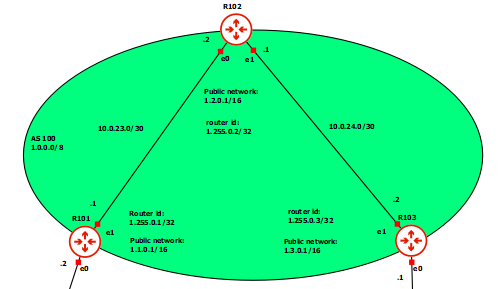 R102
.2
.1
e0
e1
Public network:
1.2.0.1/16
router id:
1.255.0.2/32
10.0.23.0/30
10.0.24.0/30
AS 100
1.0.0.0/8
.1
R101
e1
.2
e0
Router id:
1.255.0.1/32
Public network:
1.1.0.1/16
router id:
1.255.0.3/32
Public network:
1.3.0.1/16
.2
R103
e1
e0
.1